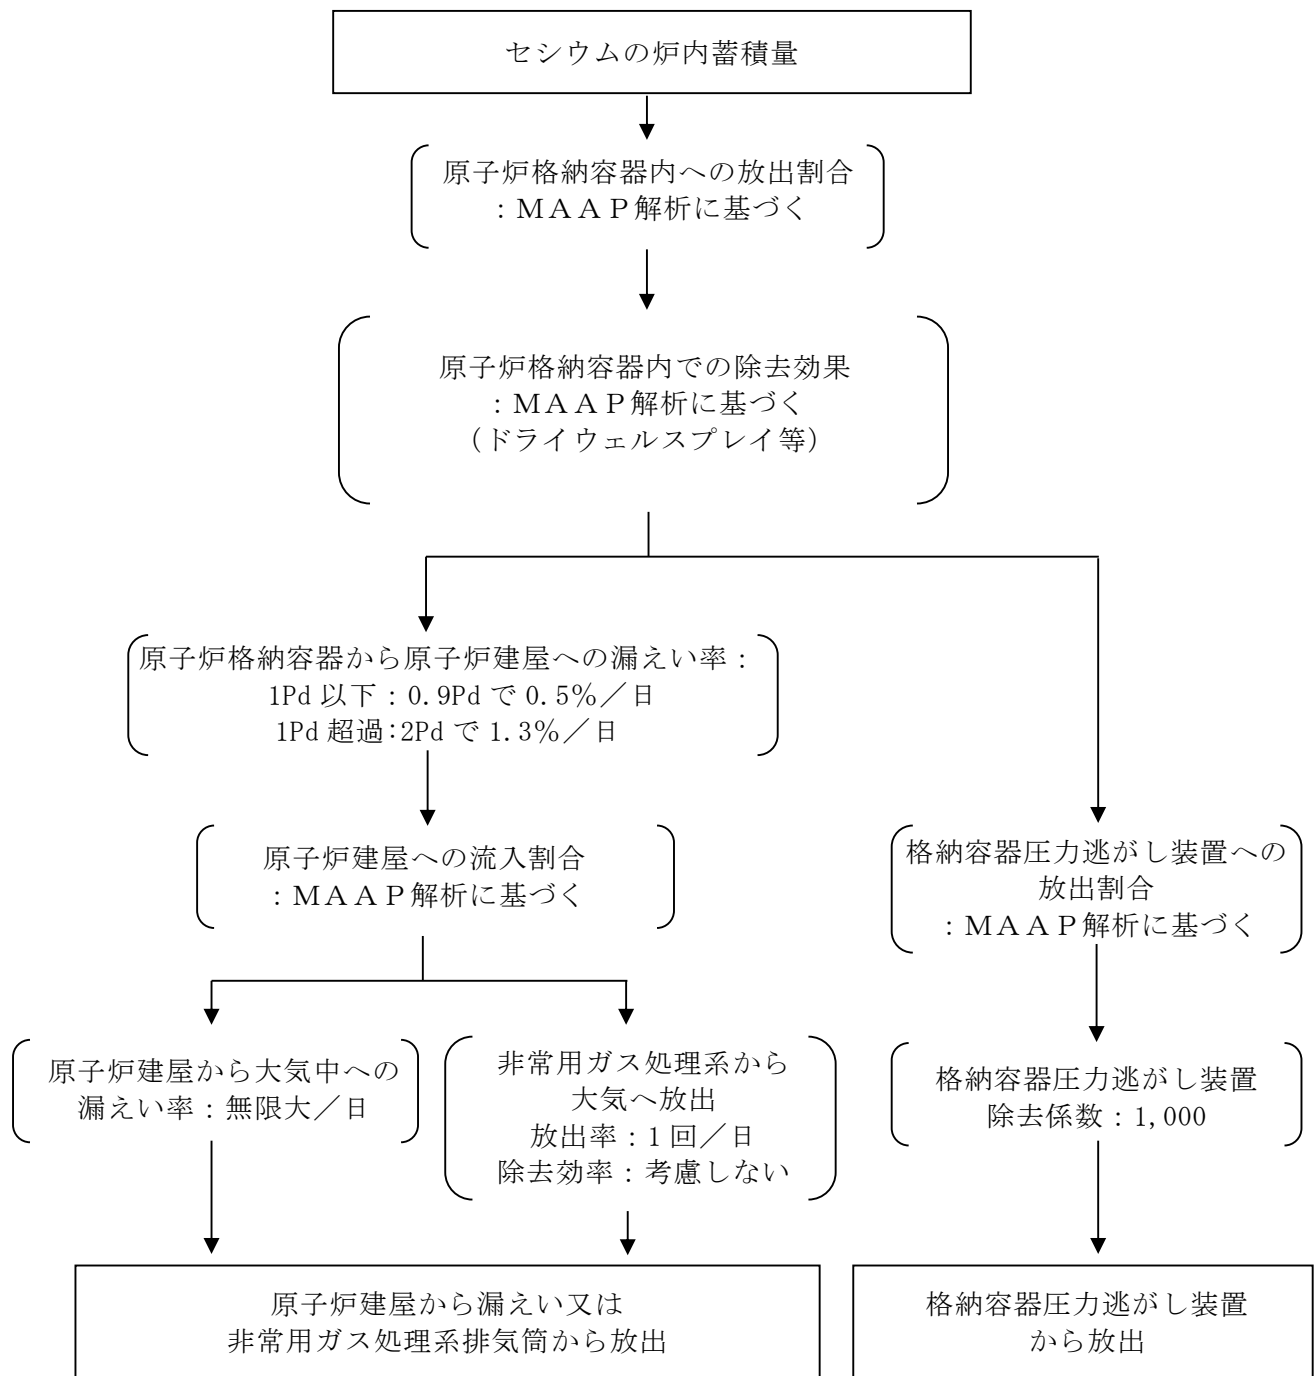 セシウムの炉内蓄積量
原子炉格納容器内への放出割合
：ＭＡＡＰ解析に基づく
原子炉格納容器内での除去効果
：ＭＡＡＰ解析に基づく
（ドライウェルスプレイ等）
原子炉格納容器から原子炉建屋への漏えい率：
1Pd 以下：0.9Pd で 0.5％／日
1Pd 超過：2Pd で 1.3％／日
原子炉建屋への流入割合
：ＭＡＡＰ解析に基づく
格納容器圧力逃がし装置への
放出割合
：ＭＡＡＰ解析に基づく
原子炉建屋から大気中への
漏えい率：無限大／日
非常用ガス処理系から
大気へ放出
放出率：1 回／日
除去効率：考慮しない
格納容器圧力逃がし装置
除去係数：1,000
原子炉建屋から漏えい又は
非常用ガス処理系排気筒から放出
格納容器圧力逃がし装置
から放出